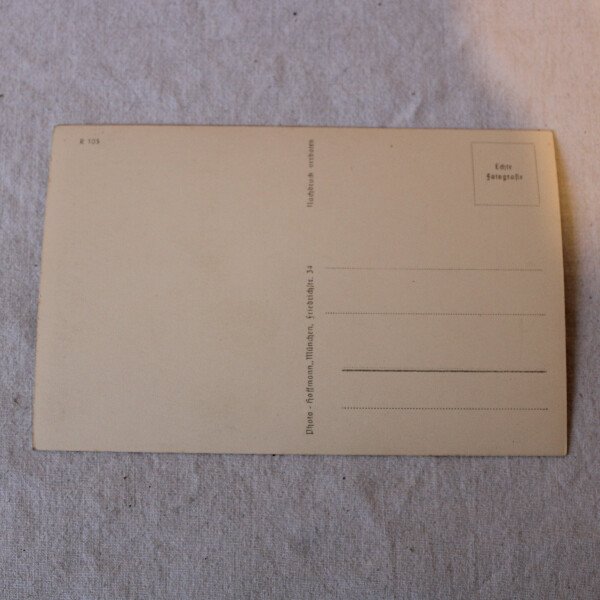 R 105
Echte
Fotografie
Nachdruck verboten
Photo-Hoffmann, München, Friedrichstr. 34